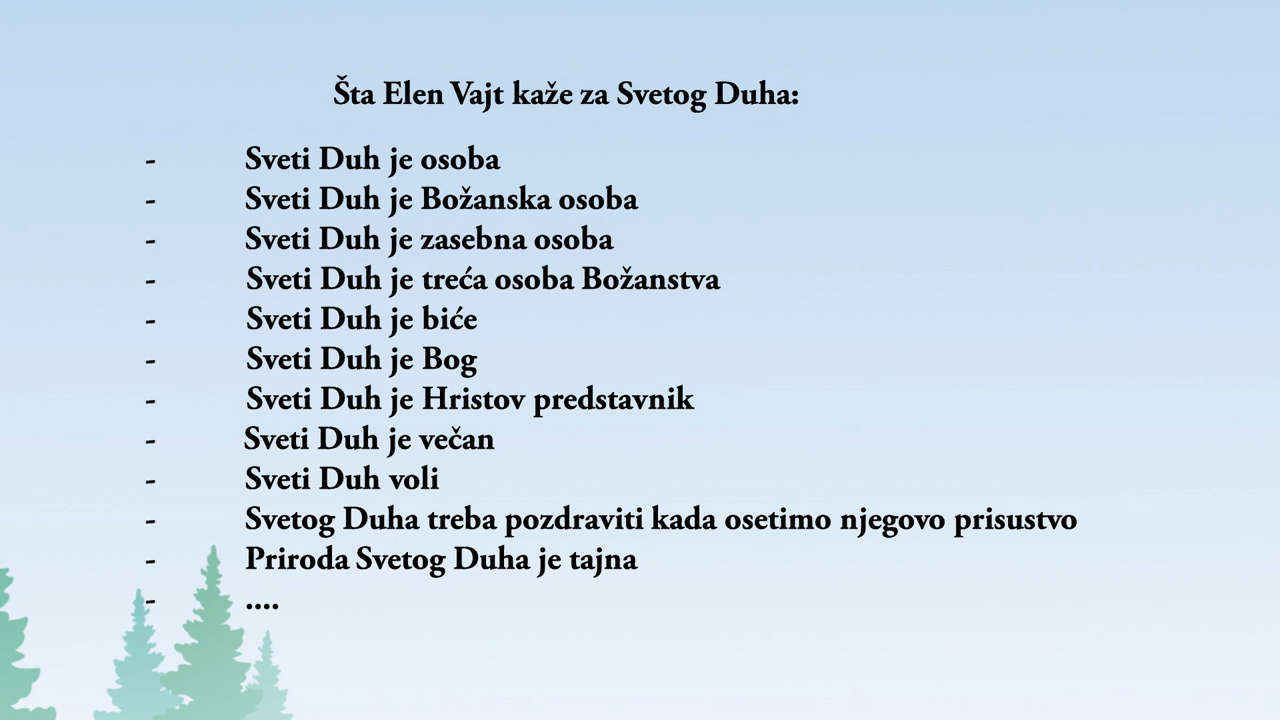 Šta Elen Vajt kaže za Svetog Duha:
- Sveti Duh je osoba
- Sveti Duh je Božanska osoba
- Sveti Duh je zasebna osoba
- Sveti Duh je treća osoba Božanstva
- Sveti Duh je biće
- Sveti Duh je Bog
- Sveti Duh je Hristov predstavnik
- Sveti Duh je večan
- Sveti Duh voli
- Svetog Duha treba pozdraviti kada osetimo njegovo prisustvo
- Priroda Svetog Duha je tajna
- ....